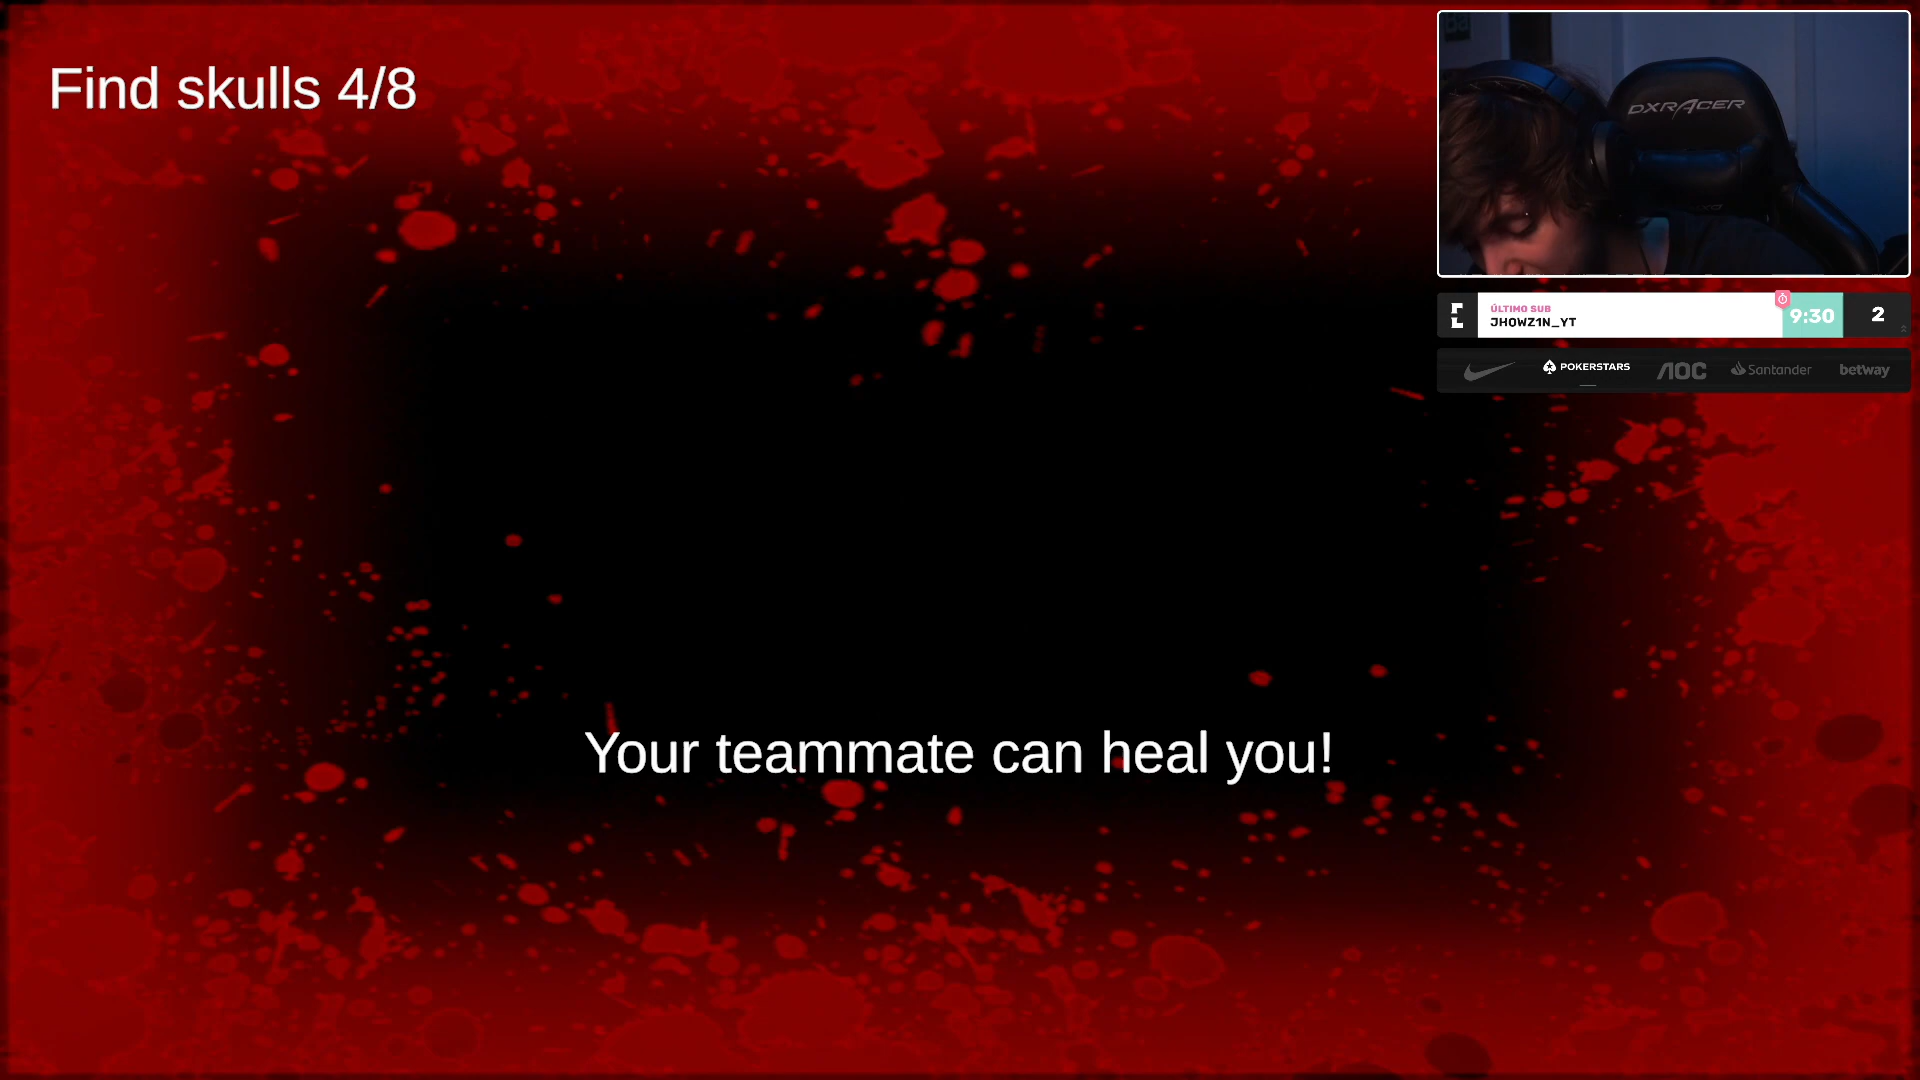 Find skulls 4/8
DXRACER
ÚLTIMO SUB
JHOWZ1N_YT
9:30
2
POKERSTARS
AOC
Santander
betway
Your teammate can heal you!